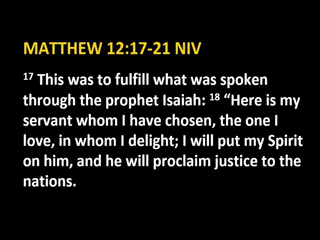 MATTHEW 12:17-21 NIV
17 This was to fulfill what was spoken
through the prophet Isaiah: 18 “Here is my
servant whom I have chosen, the one I
love, in whom I delight; I will put my Spirit
on him, and he will proclaim justice to the
nations.